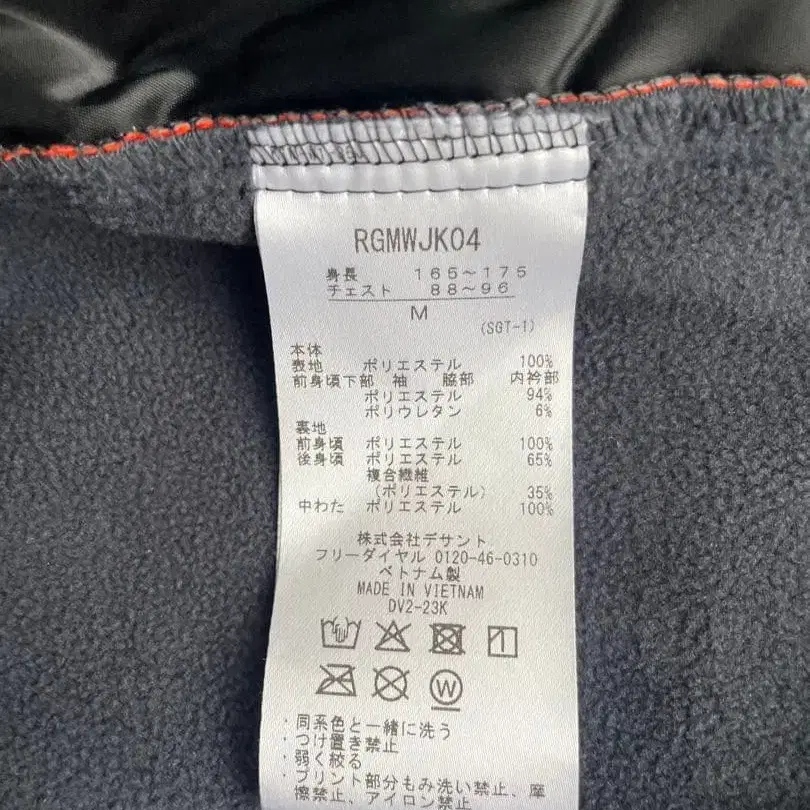 RGMWJK04
身長 165～175
チェスト 88～96
M
(SGT-1)
本体
表地 ポリエステル 100%
前身頃下部 袖 脇部 内衿部
ポリエステル 94%
ポリウレタン 6%
裏地
前身頃 ポリエステル 100%
後身頃 ポリエステル 65%
複合繊維
(ポリエステル) 35%
中わた ポリエステル 100%
株式会社デサント
フリーダイヤル 0120-46-0310
ベトナム製
MADE IN VIETNAM
DV2-23K
W
・同系色と一緒に洗う
・つけ置き禁止
・弱く絞る
・プリント部分もみ洗い禁止、摩
擦禁止、アイロン禁止